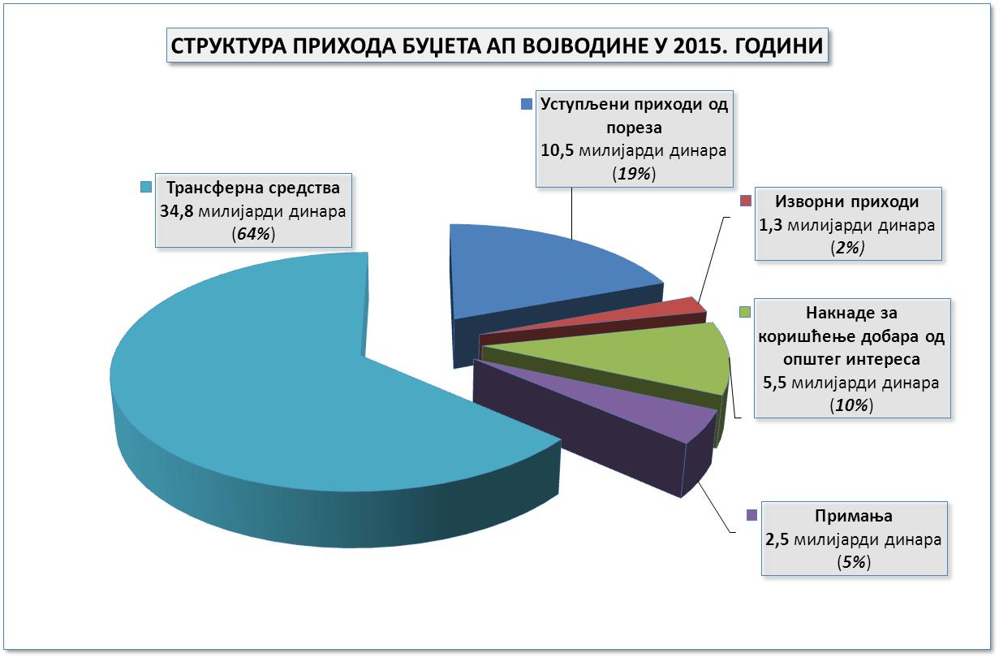 СТРУКТУРА ПРИХОДА БУЏЕТА АП ВОЈВОДИНЕ У 2015. ГОДИНИ
Уступљени приходи од
пореза
10,5 милијарди динара
(19%)
Трансферна средства
34,8 милијарди динара
(64%)
Изворни приходи
1,3 милијарди динара
(2%)
Накнаде за
коришћење добара од
општег интереса
5,5 милијарди динара
(10%)
Примања
2,5 милијарди динара
(5%)